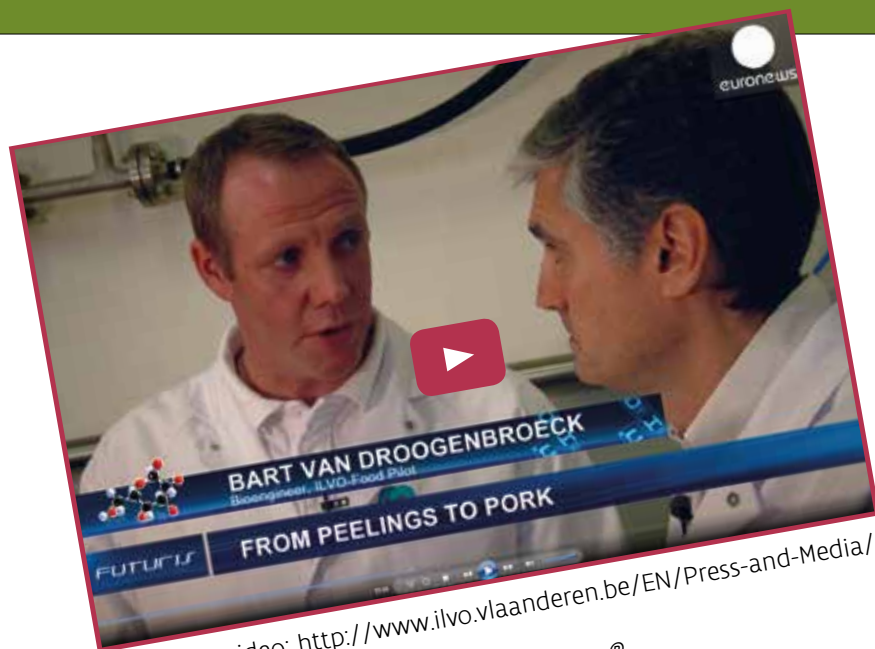 euronews
BART VAN DROOGENBROECK
Bioengineer, ILVO-Food Pilot
FUTURIS
FROM PEELINGS TO PORK
video: http://www.ilvo.vlaanderen.be/EN/Press-and-Media/